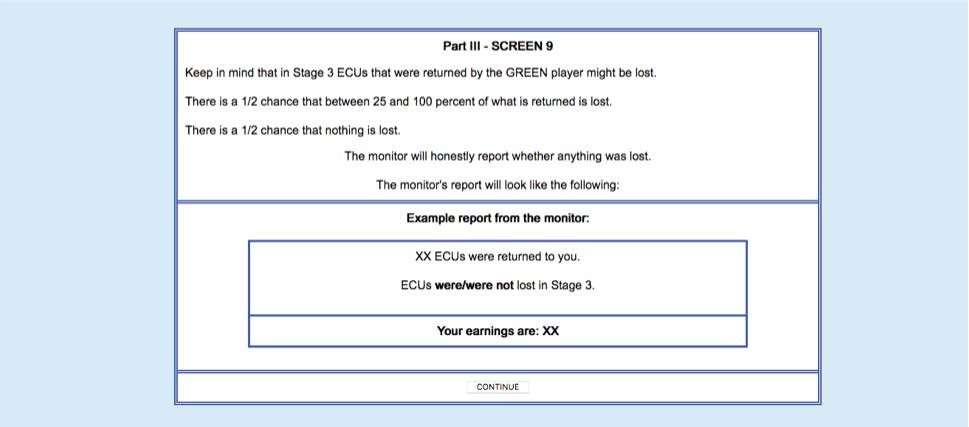 Part III - SCREEN 9
Keep in mind that in Stage 3 ECUs that were returned by the GREEN player might be lost.
There is a 1/2 chance that between 25 and 100 percent of what is returned is lost.
There is a 1/2 chance that nothing is lost.
The monitor will honestly report whether anything was lost.
The monitor's report will look like the following:
Example report from the monitor:
XX ECUs were returned to you.
ECUs were/were not lost in Stage 3.
Your earnings are: XX
CONTINUE